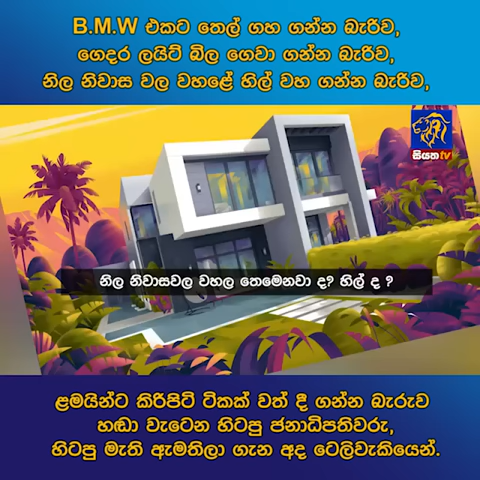 B.M.W එකට තෙල් ගහ ගන්න බැරිව,
ගෙදර ලයිට් බිල ගෙවා ගන්න බැරිව,
නිල නිවාස වල වහළේ හිල් වහ ගන්න බැරිව,
සියත tv
නිල නිවාසවල වහල තෙමෙනවා ද? හිල් ද ?
ළමයින්ට කිරිපිටි ටිකක් වත් දී ගන්න බැරුව
හඬා වැටෙන හිටපු ජනාධිපතිවරු,
හිටපු මැති ඇමතිලා ගැන අද ටෙලිවැකියෙන්.